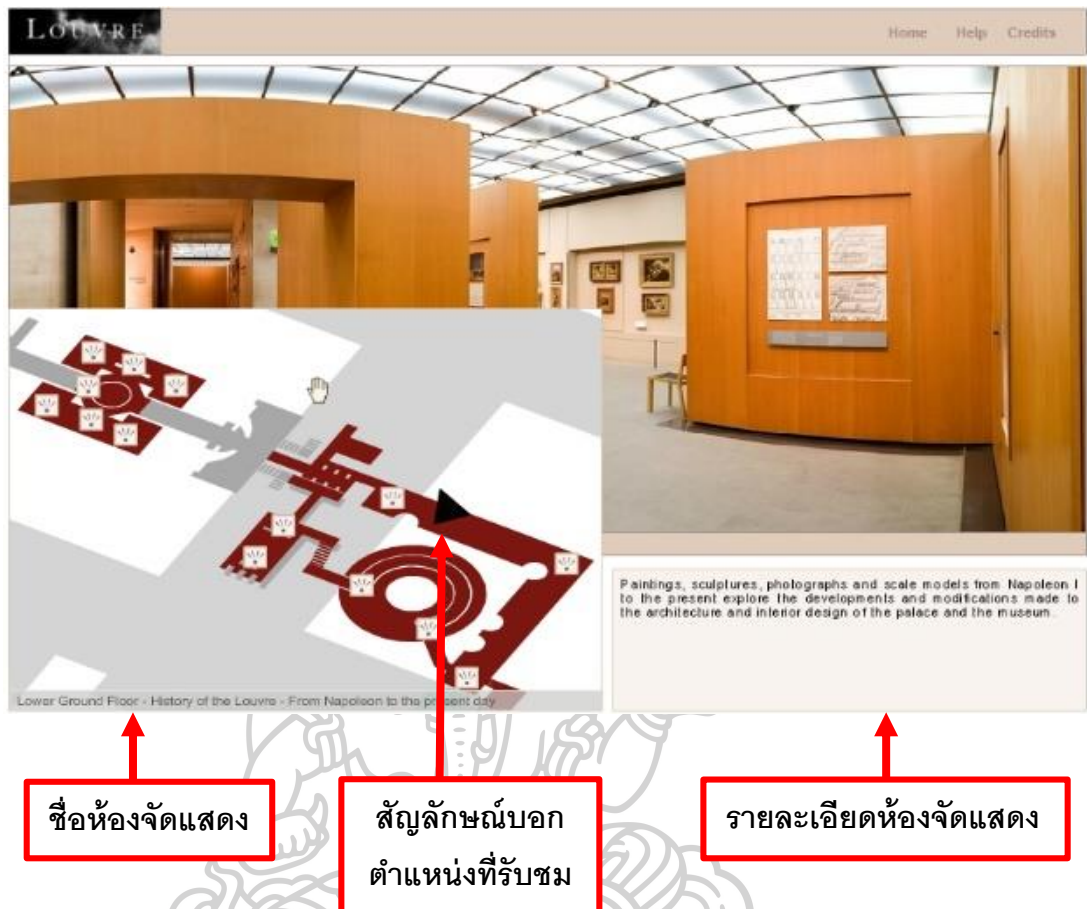 LOUVRE
Home Help Credits
Paintings, sculptures, photographs and scale models from Napoleon I
to the present explore the developments and modifications made to
the architecture and interior design of the palace and the museum.
Lower Ground Floor - History of the Louvre - From Napoleon to the present day
ชื่อห้องจัดแสดง
สัญลักษณ์บอก
ตำแหน่งที่รับชม
รายละเอียดห้องจัดแสดง